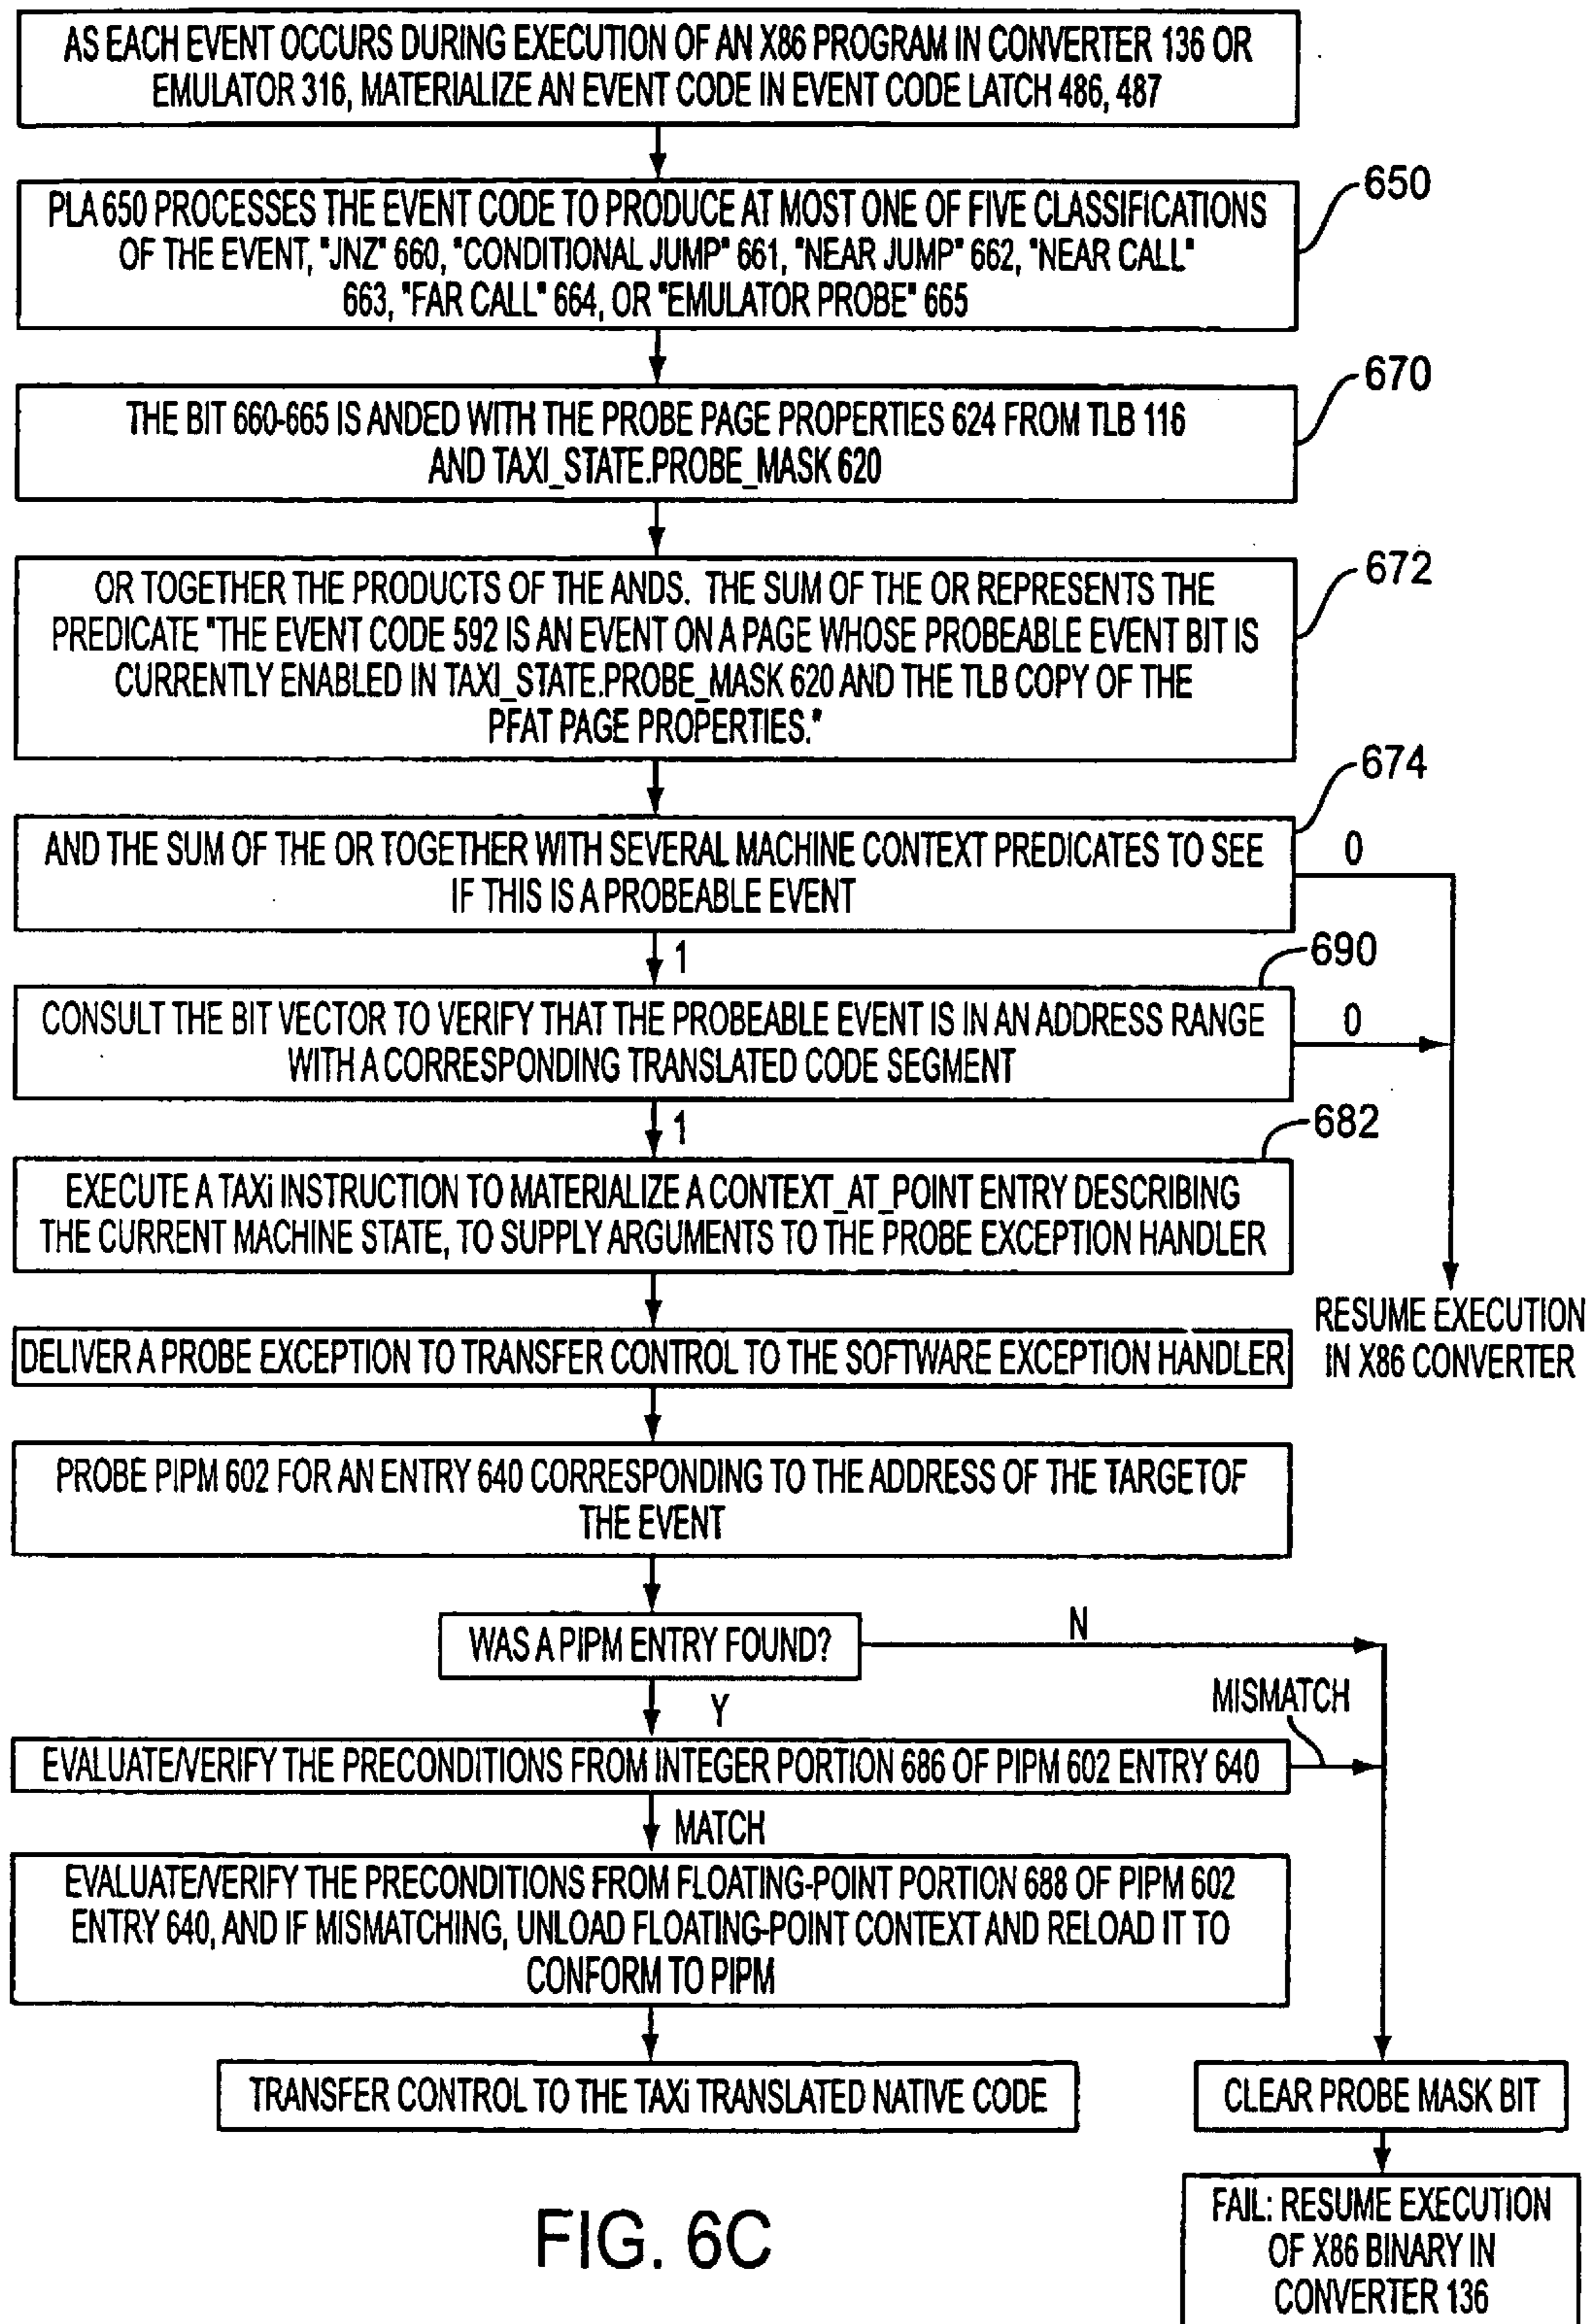 AS EACH EVENT OCCURS DURING EXECUTION OF AN X86 PROGRAM IN CONVERTER 136 OR
EMULATOR 316, MATERIALIZE AN EVENT CODE IN EVENT CODE LATCH 486, 487
650
PLA 650 PROCESSES THE EVENT CODE TO PRODUCE AT MOST ONE OF FIVE CLASSIFICATIONS
OF THE EVENT, "JNZ" 660, "CONDITIONAL JUMP" 661, "NEAR JUMP" 662, "NEAR CALL"
663, "FAR CALL" 664, OR "EMULATOR PROBE" 665
670
THE BIT 660-665 IS ANDED WITH THE PROBE PAGE PROPERTIES 624 FROM TLB 116
AND TAXI_STATE.PROBE_MASK 620
672
OR TOGETHER THE PRODUCTS OF THE ANDS. THE SUM OF THE OR REPRESENTS THE
PREDICATE "THE EVENT CODE 592 IS AN EVENT ON A PAGE WHOSE PROBEABLE EVENT BIT IS
CURRENTLY ENABLED IN TAXI_STATE.PROBE_MASK 620 AND THE TLB COPY OF THE
PFAT PAGE PROPERTIES."
674
AND THE SUM OF THE OR TOGETHER WITH SEVERAL MACHINE CONTEXT PREDICATES TO SEE
IF THIS IS A PROBEABLE EVENT
0
1
690
CONSULT THE BIT VECTOR TO VERIFY THAT THE PROBEABLE EVENT IS IN AN ADDRESS RANGE
WITH A CORRESPONDING TRANSLATED CODE SEGMENT
0
1
682
EXECUTE A TAXi INSTRUCTION TO MATERIALIZE A CONTEXT_AT_POINT ENTRY DESCRIBING
THE CURRENT MACHINE STATE, TO SUPPLY ARGUMENTS TO THE PROBE EXCEPTION HANDLER
RESUME EXECUTION
IN X86 CONVERTER
DELIVER A PROBE EXCEPTION TO TRANSFER CONTROL TO THE SOFTWARE EXCEPTION HANDLER
PROBE PIPM 602 FOR AN ENTRY 640 CORRESPONDING TO THE ADDRESS OF THE TARGETOF
THE EVENT
WAS A PIPM ENTRY FOUND?
N
Y
MISMATCH
EVALUATE/VERIFY THE PRECONDITIONS FROM INTEGER PORTION 686 OF PIPM 602 ENTRY 640
MATCH
EVALUATE/VERIFY THE PRECONDITIONS FROM FLOATING-POINT PORTION 688 OF PIPM 602
ENTRY 640, AND IF MISMATCHING, UNLOAD FLOATING-POINT CONTEXT AND RELOAD IT TO
CONFORM TO PIPM
TRANSFER CONTROL TO THE TAXi TRANSLATED NATIVE CODE
CLEAR PROBE MASK BIT
FAIL: RESUME EXECUTION
OF X86 BINARY IN
CONVERTER 136
FIG. 6C